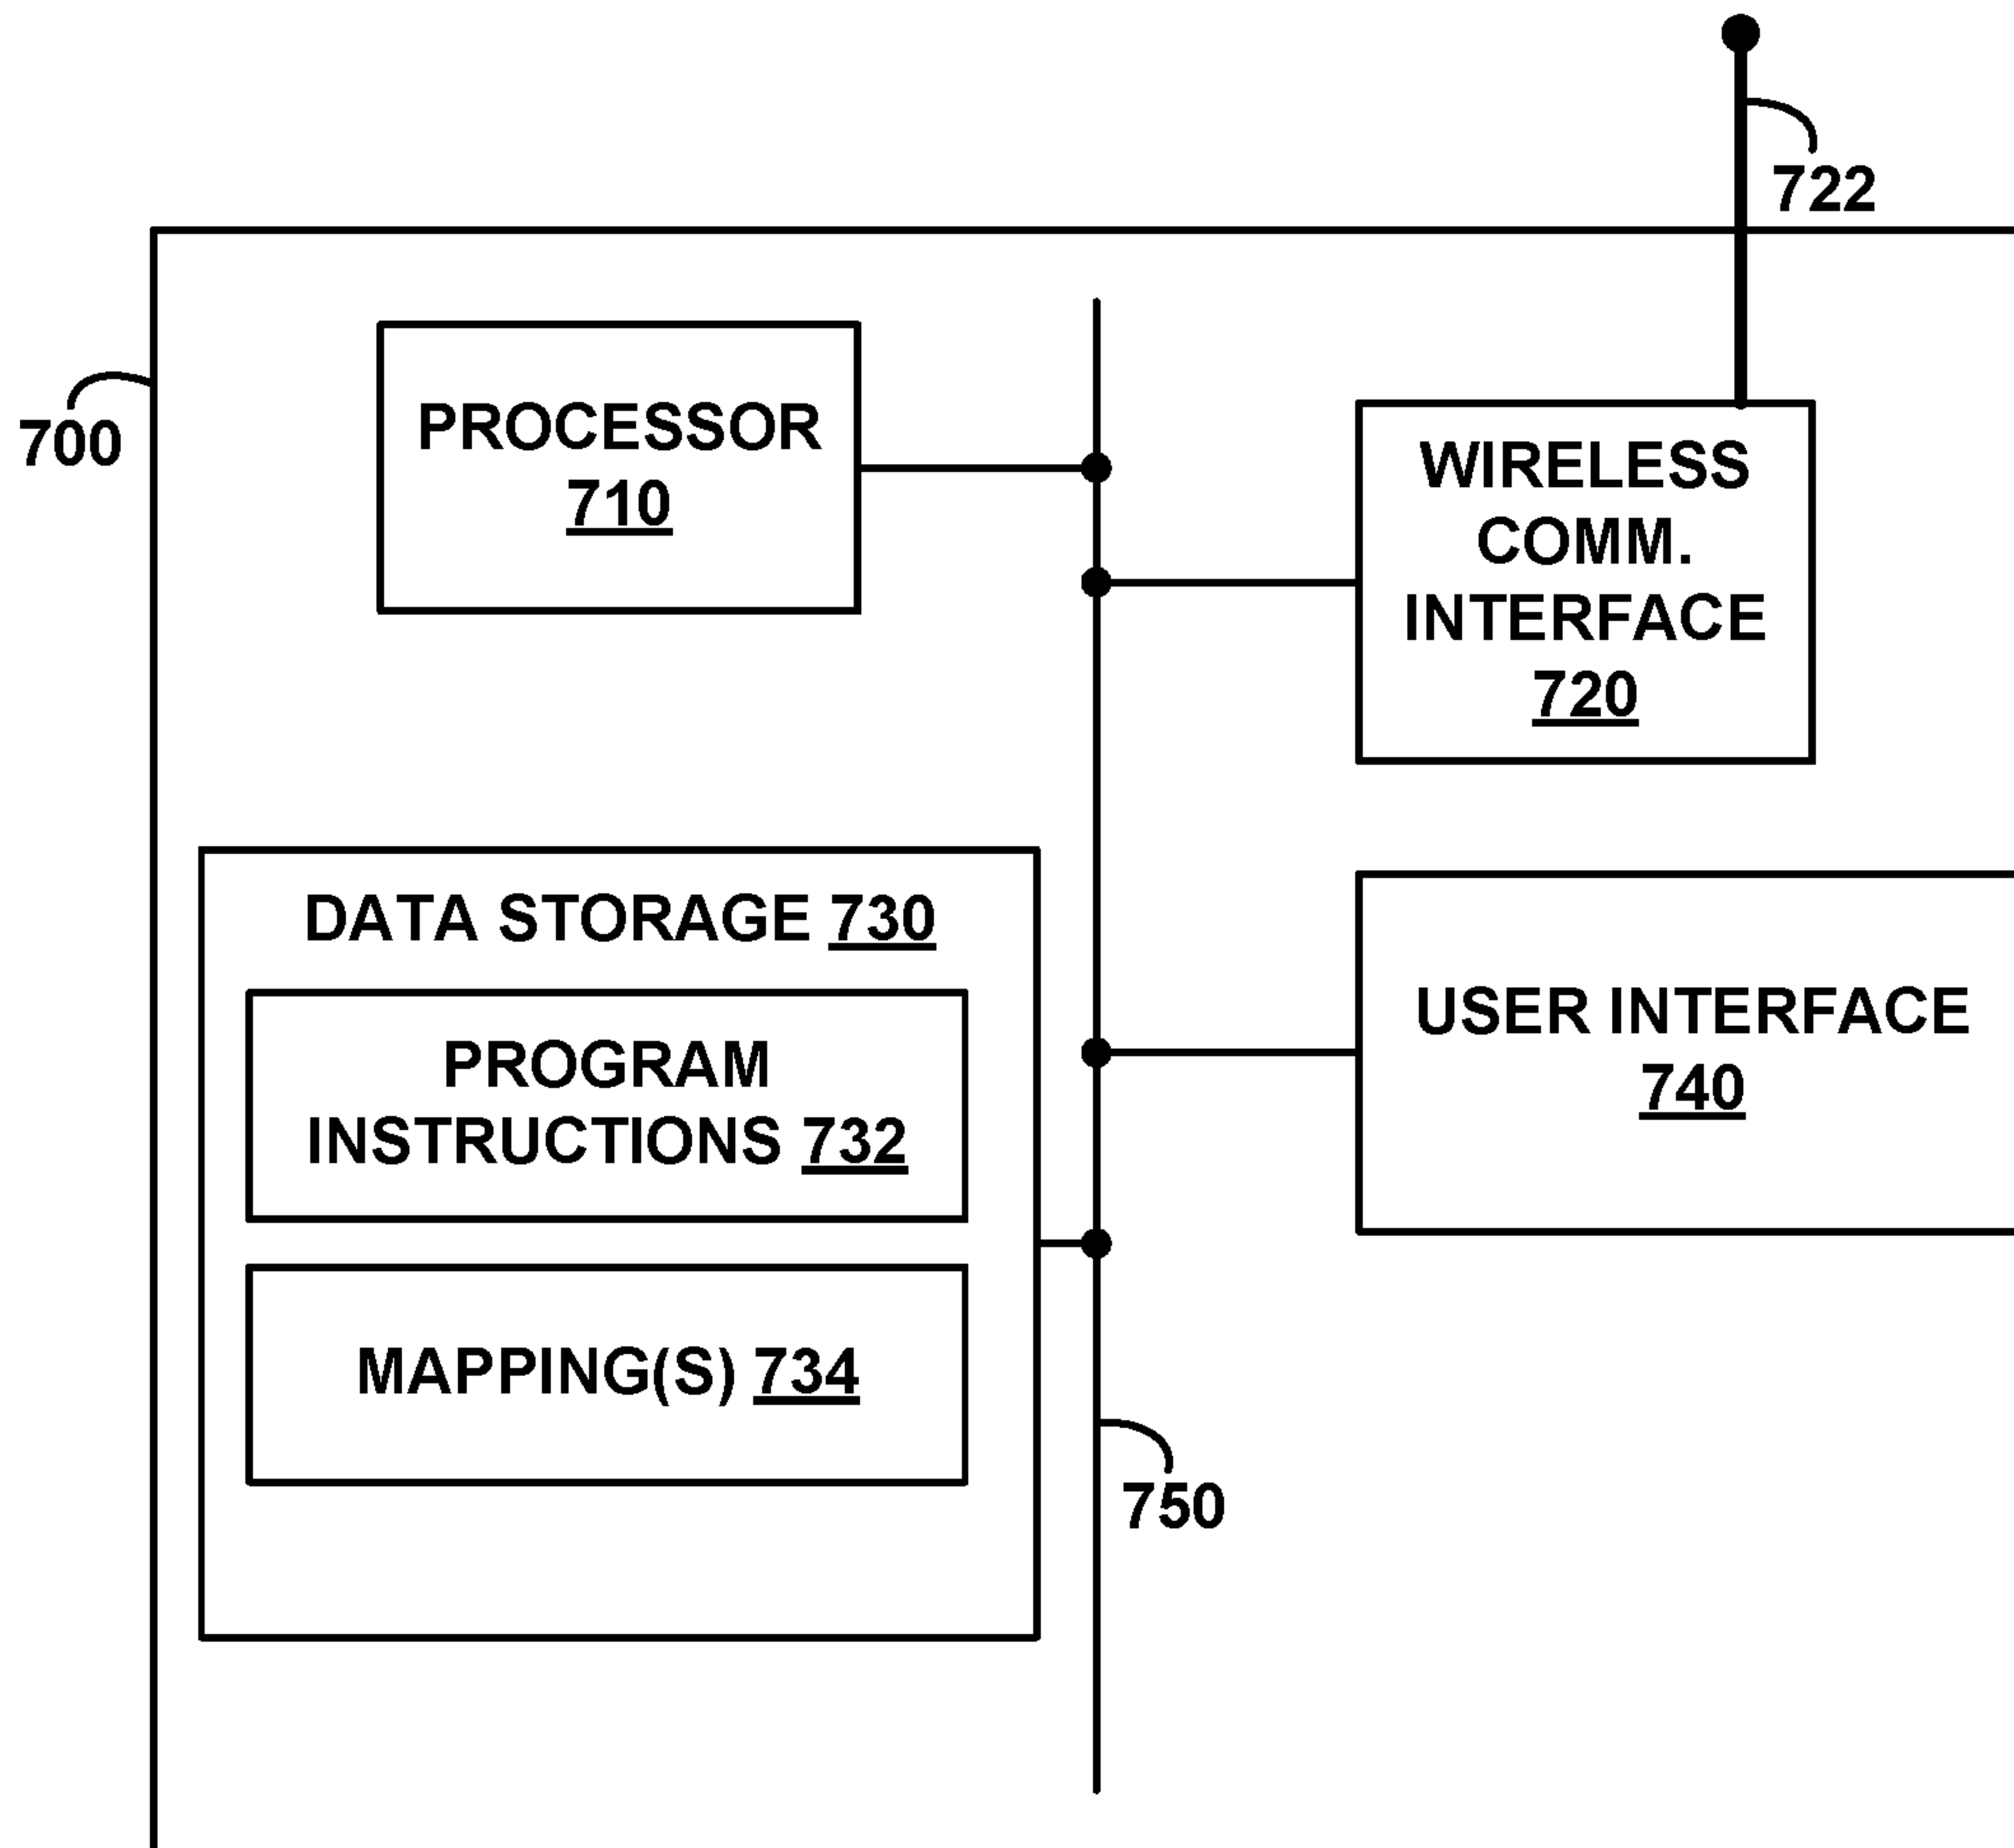 722
700
PROCESSOR
710
WIRELESS
COMM.
INTERFACE
720
DATA STORAGE 730
PROGRAM
INSTRUCTIONS 732
MAPPING(S) 734
USER INTERFACE
740
750